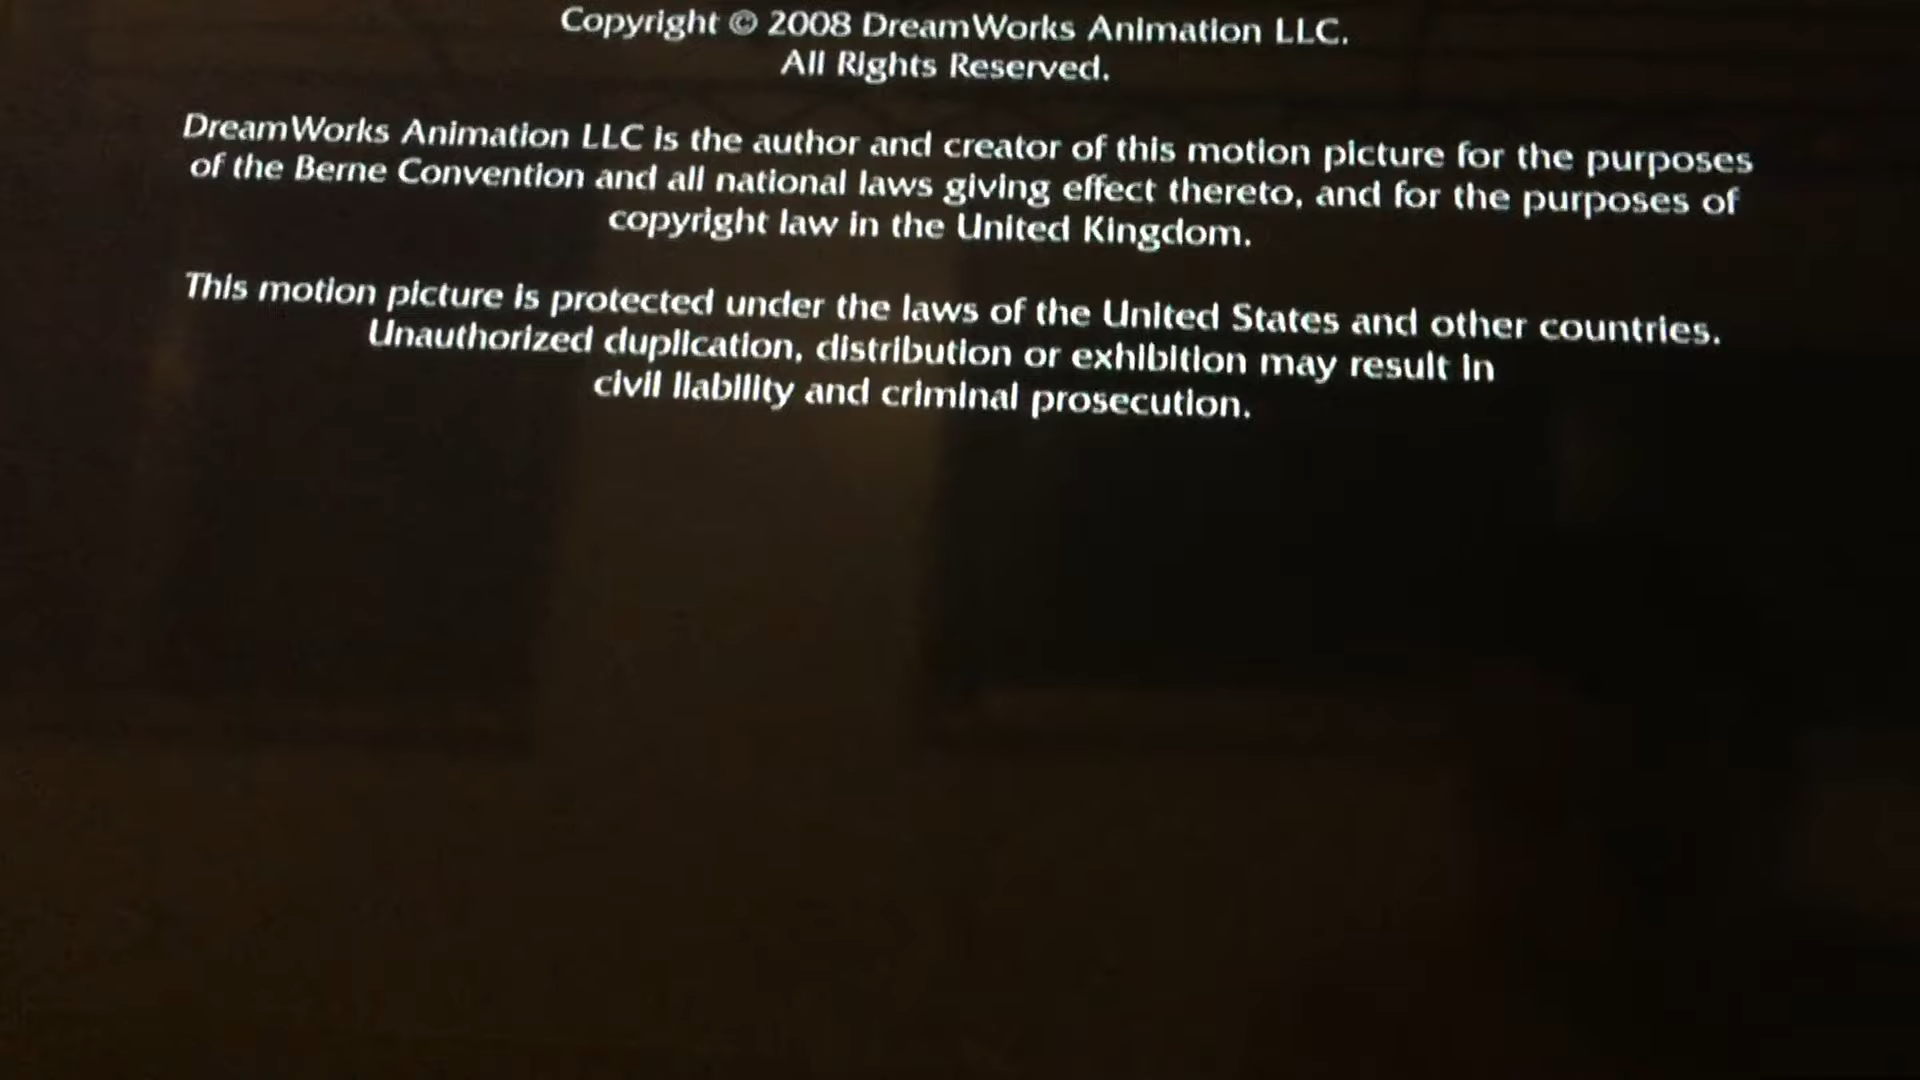 Copyright © 2008 DreamWorks Animation LLC.
All Rights Reserved.
DreamWorks Animation LLC is the author and creator of this motion picture for the purposes
of the Berne Convention and all national laws giving effect thereto, and for the purposes of
copyright law in the United Kingdom.
This motion picture is protected under the laws of the United States and other countries.
Unauthorized duplication, distribution or exhibition may result in
civil liability and criminal prosecution.